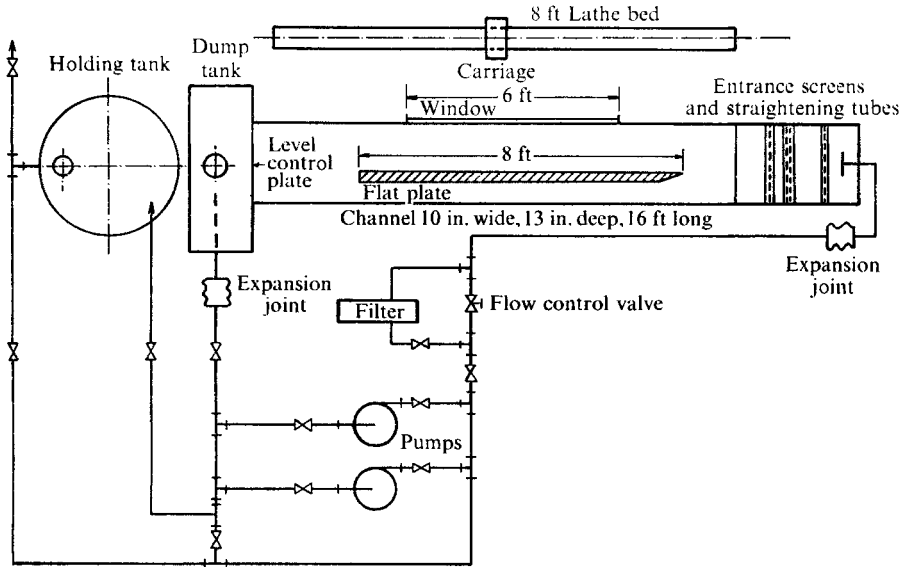 8 ft Lathe bed
Holding tank
Dump
tank
Carriage
6 ft
Window
Entrance screens
and straightening tubes
Level
control
plate
8 ft
Flat plate
Channel 10 in. wide, 13 in. deep, 16 ft long
Expansion
joint
Expansion
joint
Filter
Flow control valve
Pumps